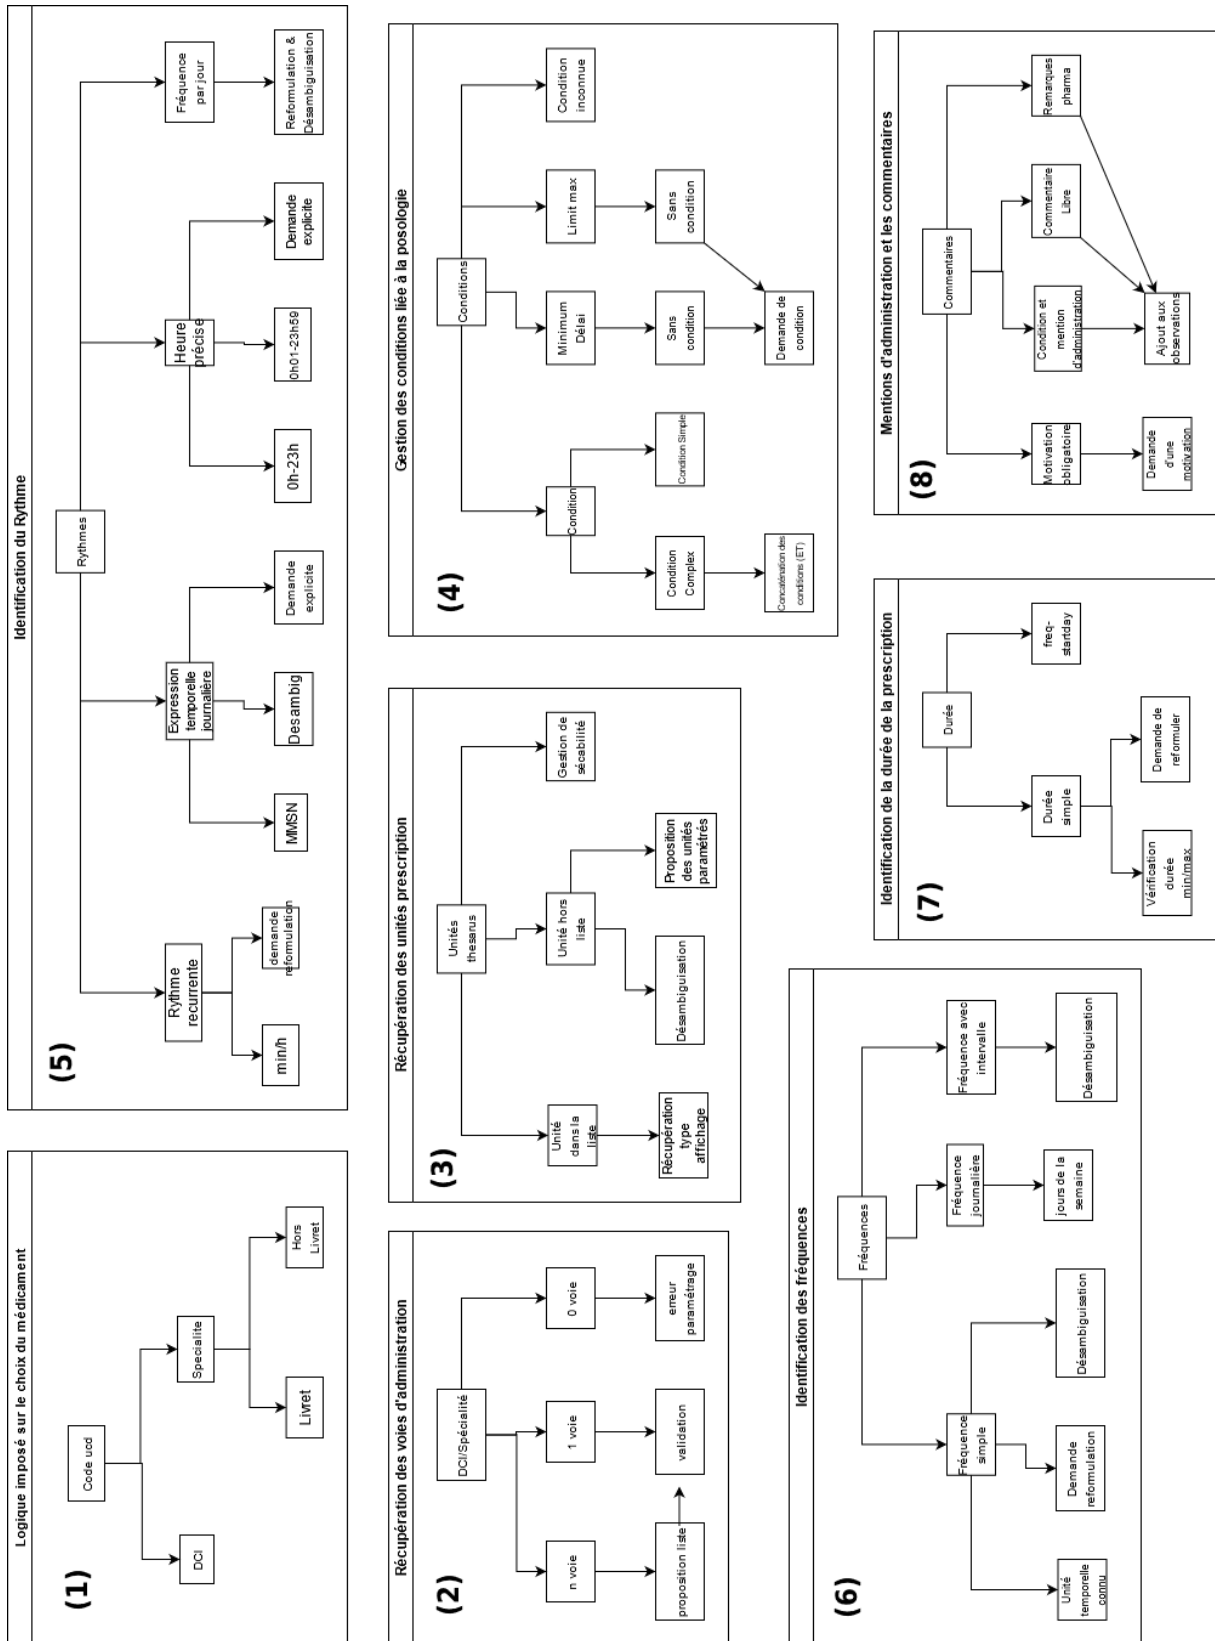 Logique imposé sur le choix du médicament
(1)
Code ucd
DCI
Spécialite
Livret
Hors
Livret
Récupération des voies d'administration
(2)
DCI/Spécialité
n voie
1 voie
0 voie
proposition liste
validation
erreur
paramétrage
Récupération des unités prescription
(3)
Unités
thesarus
Unité
dans la
liste
Unité hors
liste
Gestion de
sécabilité
Récupération
type
affichage
Désambiguisation
Proposition
des unités
paramétrés
Gestion des conditions liée à la posologie
(4)
Conditions
Condition
Minimum
Délai
Limit max
Condition
inconnue
Condition
Complex
Condition Simple
Sans
condition
Sans
condition
Concaténation des
conditions (ET)
Demande de
condition
Identification du Rythme
(5)
Rythmes
Rythme
recurrente
Expression
temporelle
journalière
Heure
précise
Fréquence
par jour
min/h
demande
reformulation
MMSN
Desambig
Demande
explicite
0h-23h
0h01-23h59
Demande
explicite
Reformulation &
Désambiguisation
Identification des fréquences
(6)
Fréquences
Fréquence
simple
Fréquence
journalière
Fréquence avec
intervalle
Unité
temporelle
connu
Demande
reformulation
Désambiguisation
jours de la
semaine
Désambiguisation
Identification de la durée de la prescription
(7)
Durée
Durée
simple
freq-
startday
Vérification
durée
min/max
Demande de
reformuler
Mentions d'administration et les commentaires
(8)
Commentaires
Motivation
obligatoire
Condition et
mention
d'administration
Commentaire
Libre
Remarques
pharma
Demande
d'une
motivation
Ajout aux
observations